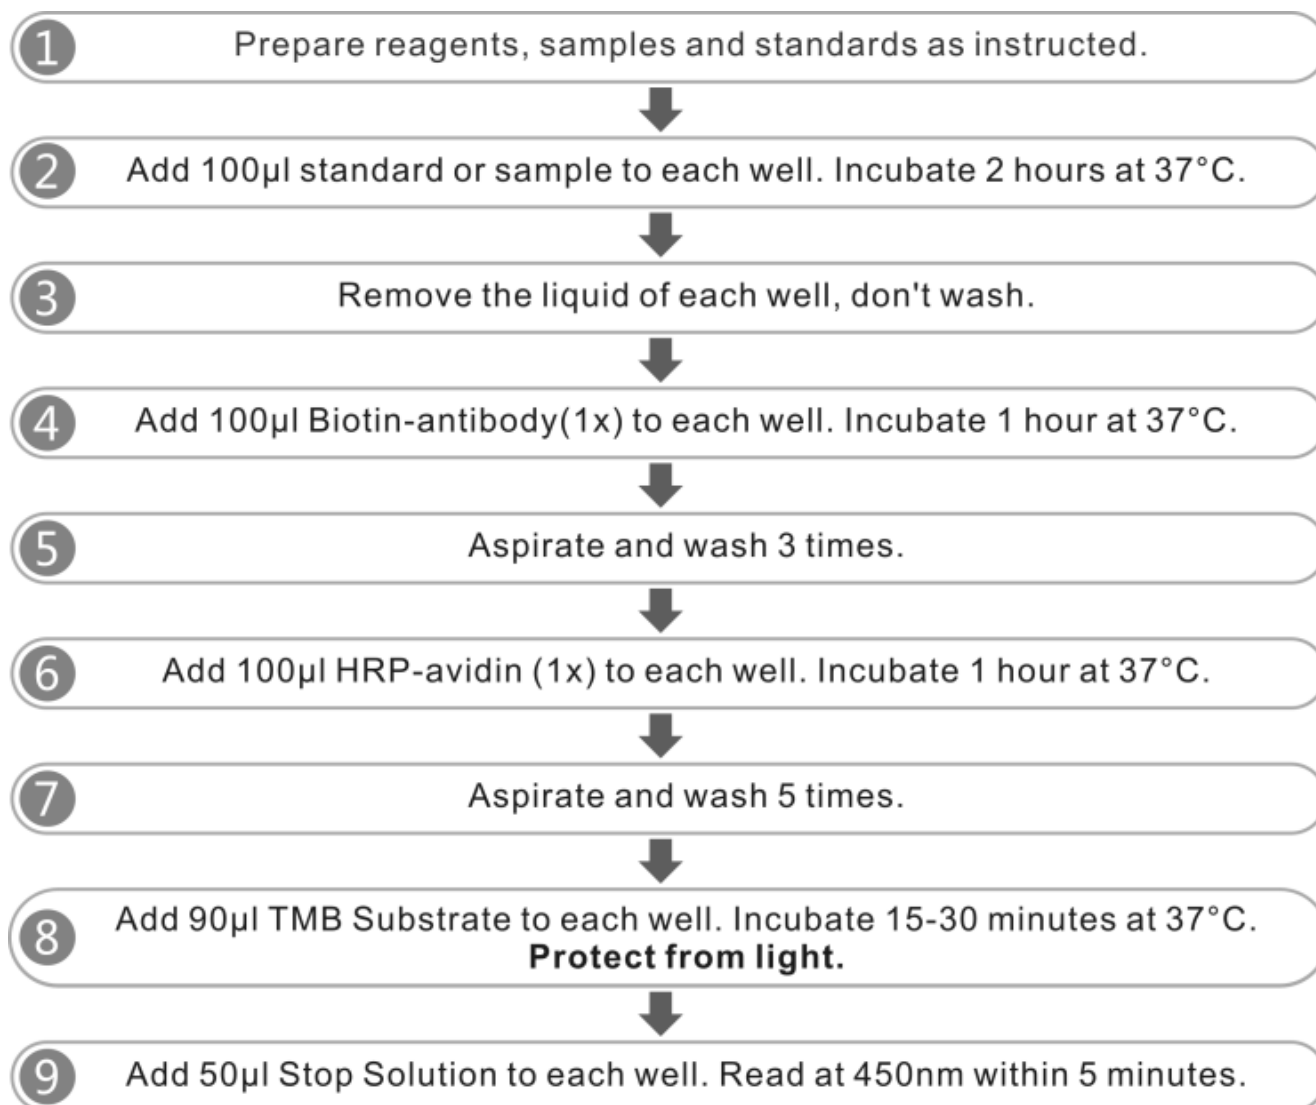 1 Prepare reagents, samples and standards as instructed.
2 Add 100µl standard or sample to each well. Incubate 2 hours at 37°C.
3 Remove the liquid of each well, don't wash.
4 Add 100µl Biotin-antibody(1x) to each well. Incubate 1 hour at 37°C.
5 Aspirate and wash 3 times.
6 Add 100µl HRP-avidin (1x) to each well. Incubate 1 hour at 37°C.
7 Aspirate and wash 5 times.
8 Add 90µl TMB Substrate to each well. Incubate 15-30 minutes at 37°C.
Protect from light.
9 Add 50µl Stop Solution to each well. Read at 450nm within 5 minutes.